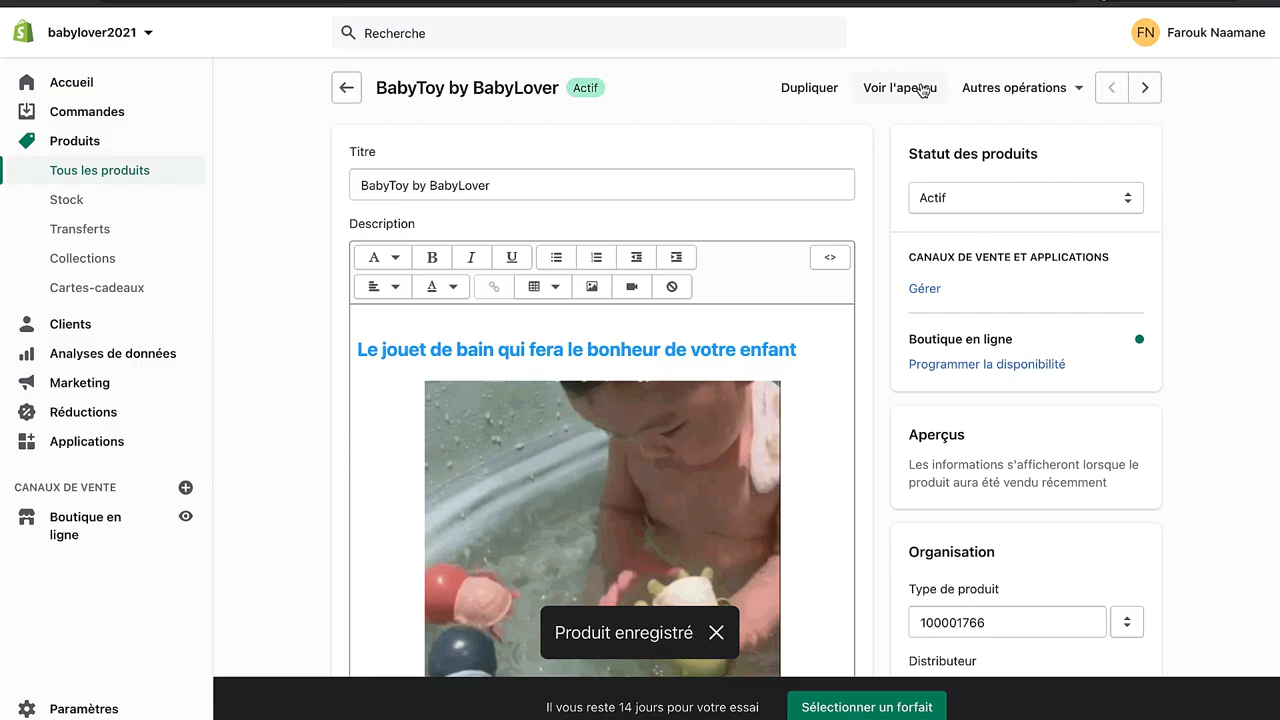 babylover2021
Recherche
FN Farouk Naamane
Accueil
Commandes
Produits
Tous les produits
Stock
Transferts
Collections
Cartes-cadeaux
Clients
Analyses de données
Marketing
Réductions
Applications
CANAUX DE VENTE
Boutique en
ligne
Paramètres
BabyToy by BabyLover Actif
Dupliquer Voir l'aperçu Autres opérations
Titre
BabyToy by BabyLover
Description
A B I U <>
A
Le jouet de bain qui fera le bonheur de votre enfant
Produit enregistré
Statut des produits
Actif
CANAUX DE VENTE ET APPLICATIONS
Gérer
Boutique en ligne
Programmer la disponibilité
Aperçus
Les informations s'afficheront lorsque le
produit aura été vendu récemment
Organisation
Type de produit
100001766
Distributeur
Il vous reste 14 jours pour votre essai
Sélectionner un forfait